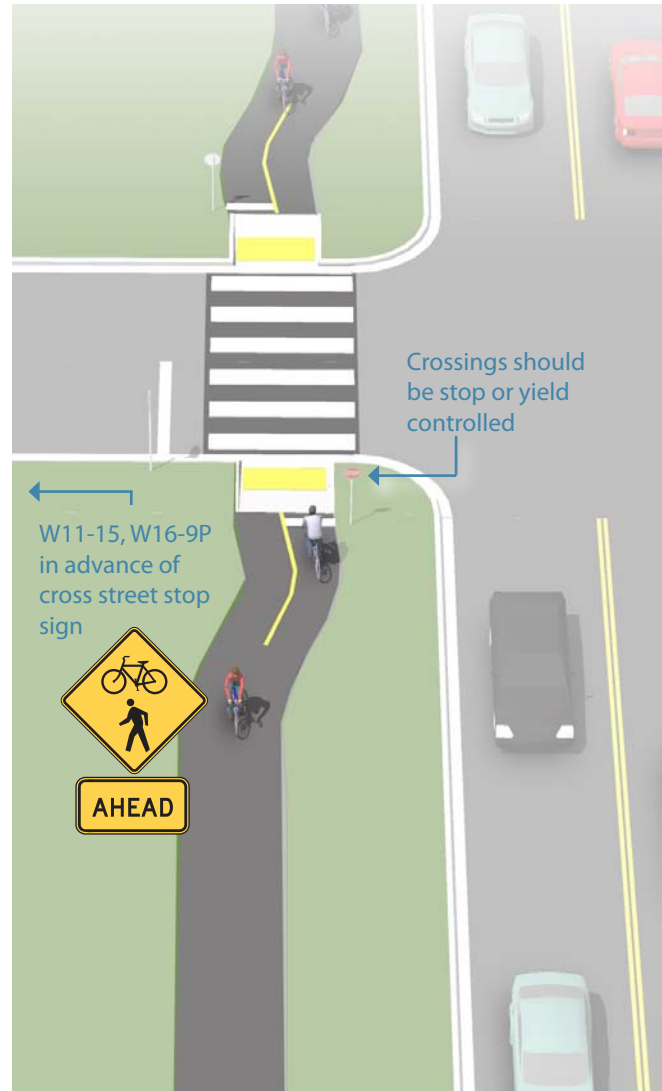 Crossings should
be stop or yield
controlled
W11-15, W16-9P
in advance of
cross street stop
sign
AHEAD